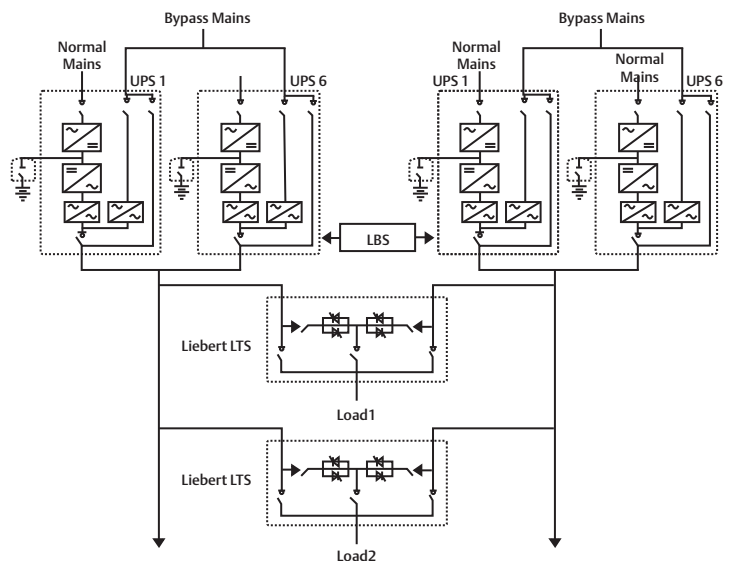 Bypass Mains
Bypass Mains
Normal
Mains
Normal
Mains
Normal
Mains
UPS 1
UPS 6
UPS 1
UPS 6
LBS
Liebert LTS
Load1
Liebert LTS
Load2